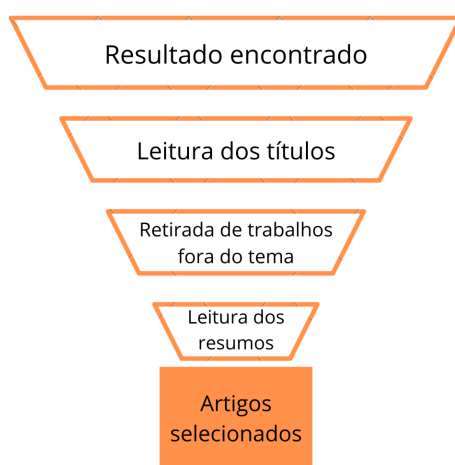 Resultado encontrado
Leitura dos títulos
Retirada de trabalhos
fora do tema
Leitura dos
resumos
Artigos
selecionados